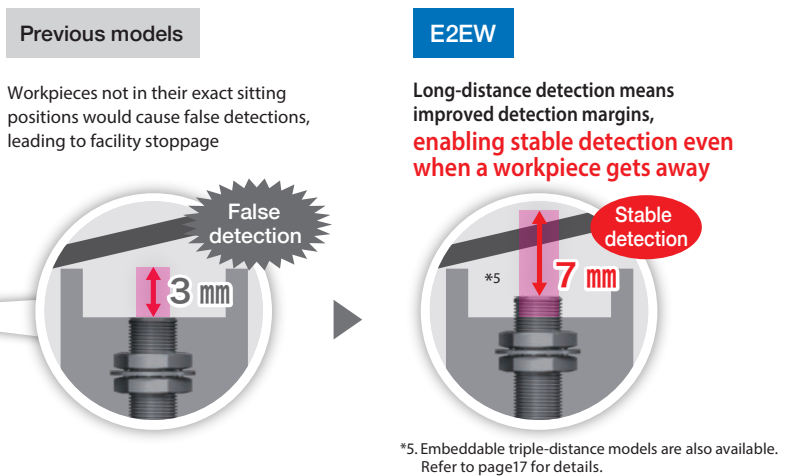 Previous models
Workpieces not in their exact sitting
positions would cause false detections,
leading to facility stoppage
False
detection
3 mm
E2EW
Long-distance detection means
improved detection margins,
enabling stable detection even
when a workpiece gets away
Stable
detection
*5
7 mm
*5. Embeddable triple-distance models are also available.
Refer to page17 for details.